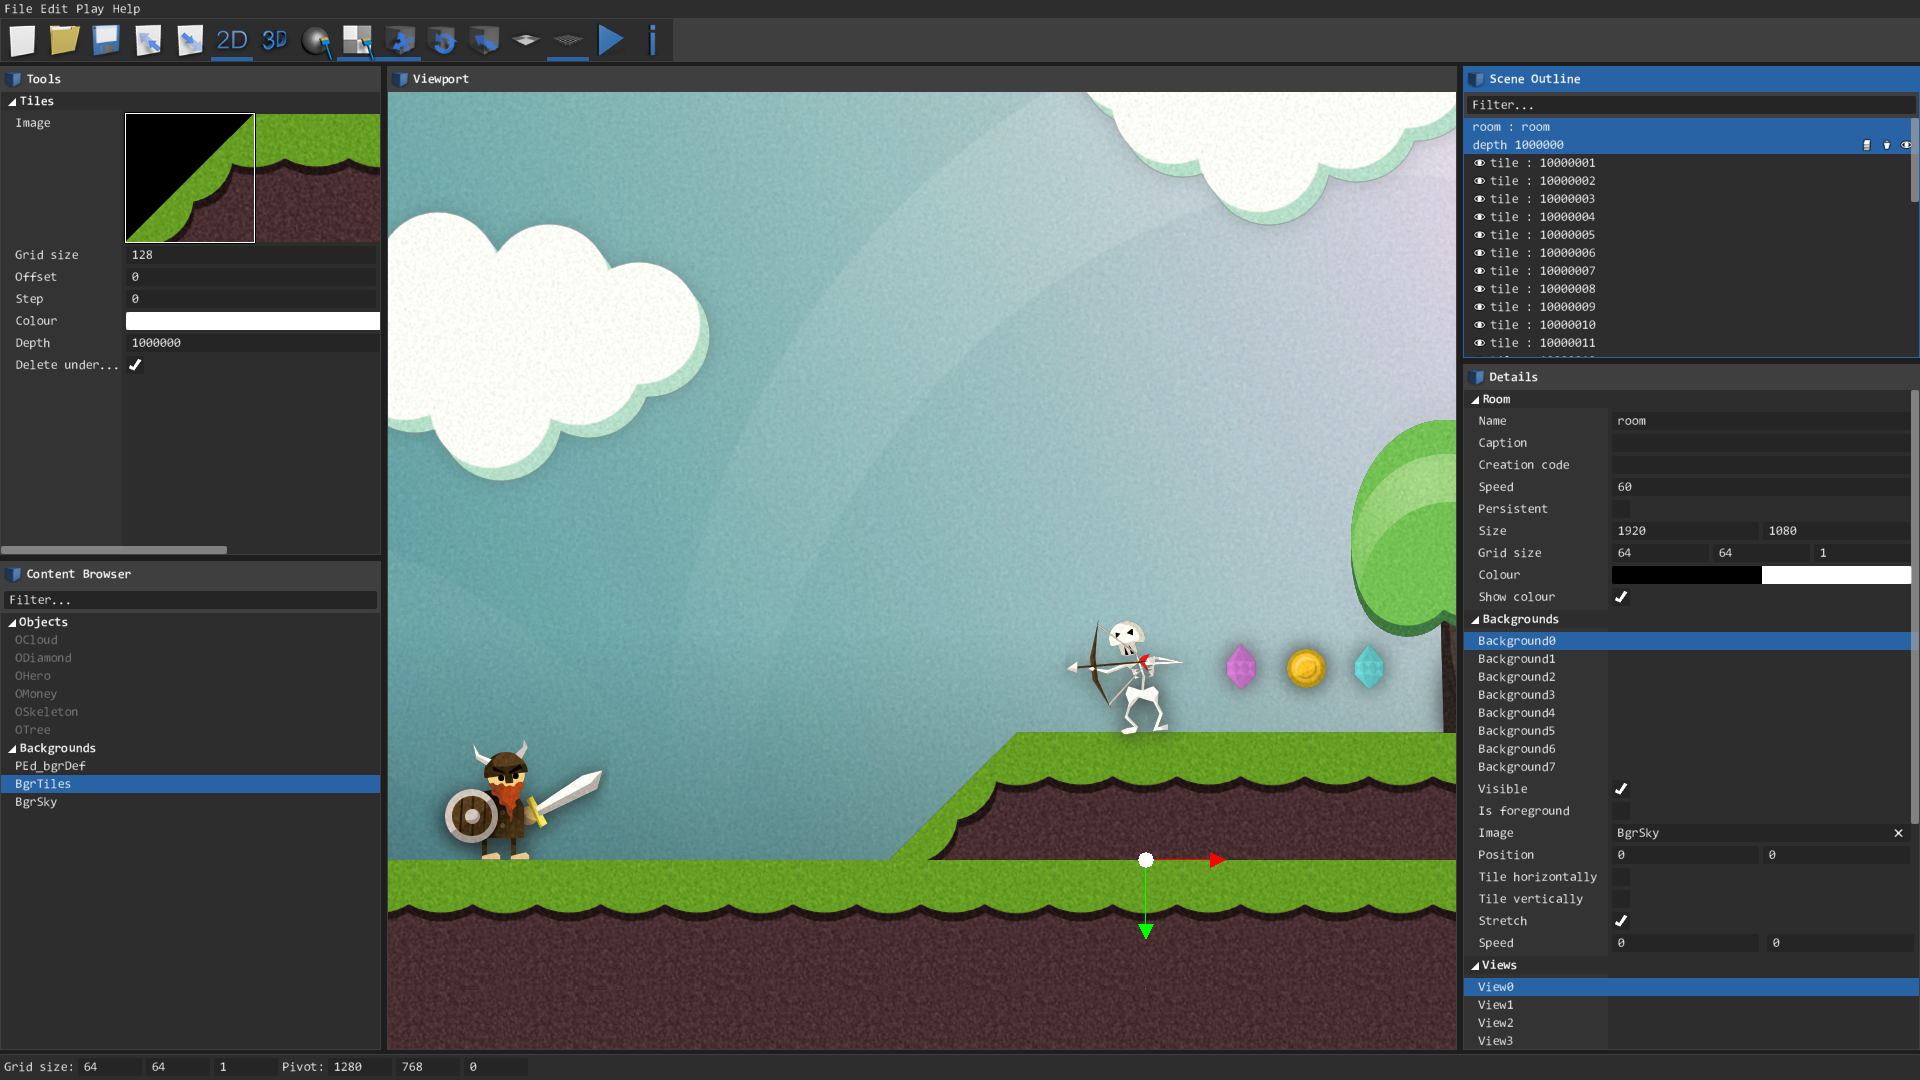 File Edit Play Help
2D 3D
Tools
Tiles
Image
Grid size 128
Offset 0
Step 0
Colour
Depth 1000000
Delete under...
Content Browser
Filter...
Objects
OCloud
ODiamond
OHero
OMoney
OSkeleton
OTree
Backgrounds
PEd_bgrDef
BgrTiles
BgrSky
Viewport
Scene Outline
Filter...
room : room
depth 1000000
tile : 10000001
tile : 10000002
tile : 10000003
tile : 10000004
tile : 10000005
tile : 10000006
tile : 10000007
tile : 10000008
tile : 10000009
tile : 10000010
tile : 10000011
Details
Room
Name room
Caption
Creation code
Speed 60
Persistent
Size 1920 1080
Grid size 64 64 1
Colour
Show colour
Backgrounds
Background0
Background1
Background2
Background3
Background4
Background5
Background6
Background7
Visible
Is foreground
Image BgrSky
Position 0 0
Tile horizontally
Tile vertically
Stretch
Speed 0 0
Views
View0
View1
View2
View3
Grid size: 64 64 1 Pivot: 1280 768 0